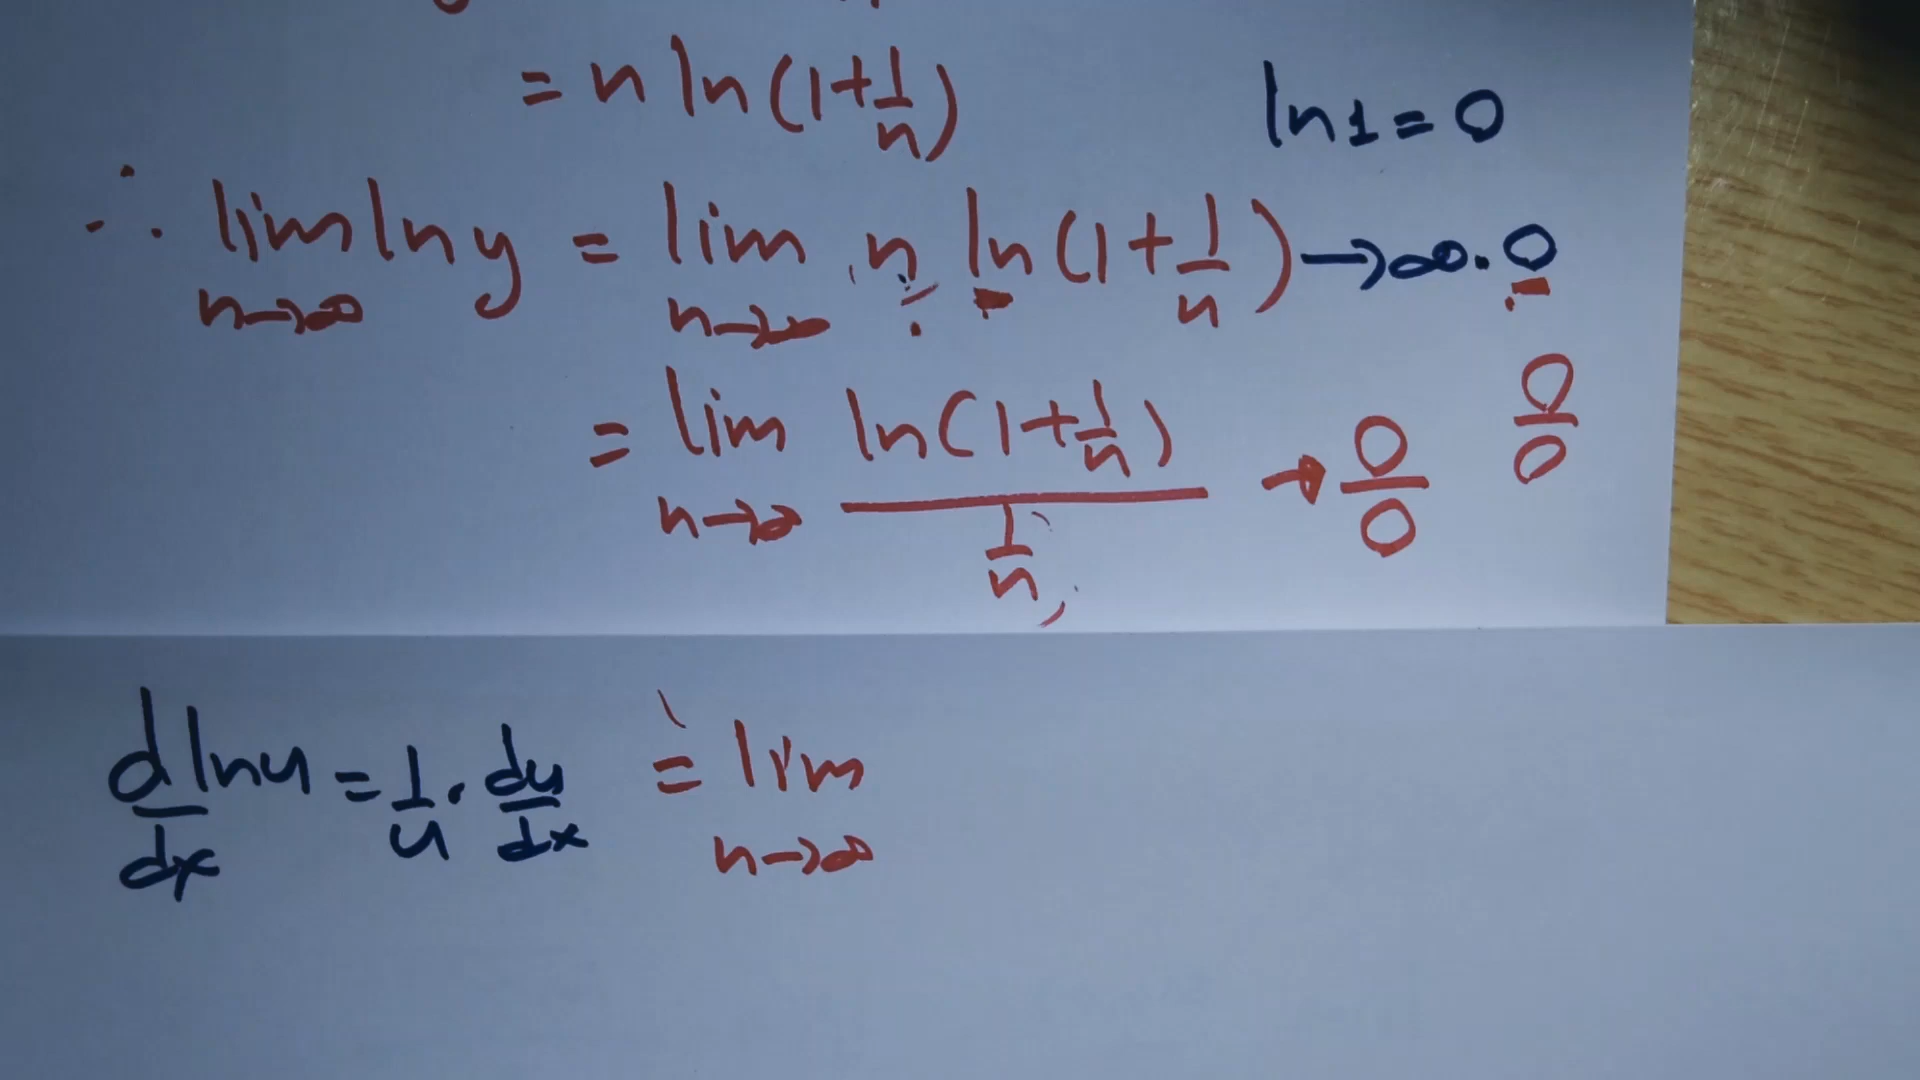 = n ln(1+1/n)
ln1=0
∴ lim ln y = lim n ln(1+1/n) → ∞.0
n→∞ n→∞
0/0
= lim ln(1+1/n) → 0/0
n→∞ 1/n
d/dx lnu = 1/u . du/dx
= lim
n→∞